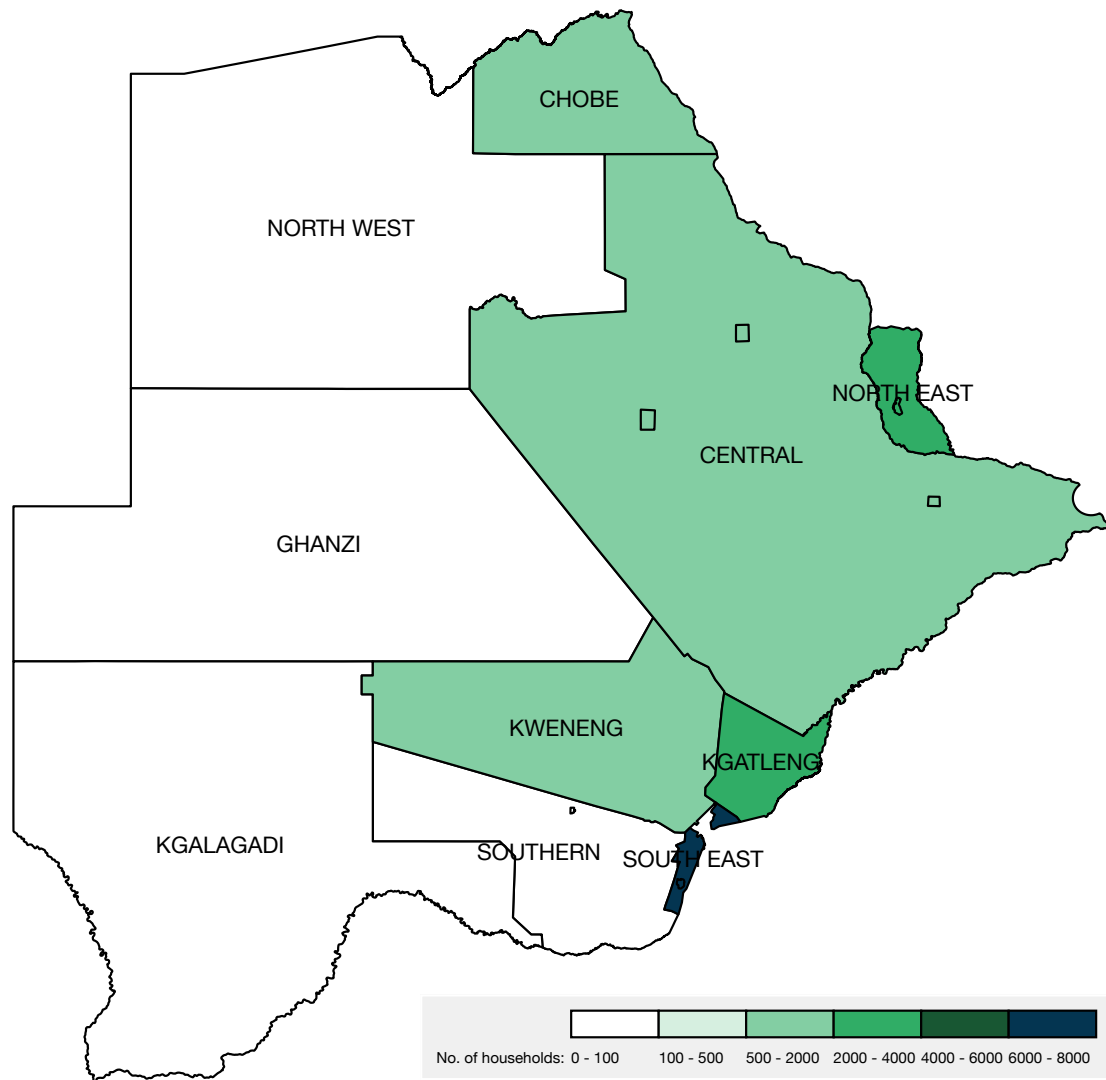 CHOBE
NORTH WEST
NORTH EAST
CENTRAL
GHANZI
KWENENG
KGATLENG
KGALAGADI
SOUTHERN
SOUTH EAST
No. of households: 0 - 100 100 - 500 500 - 2000 2000 - 4000 4000 - 6000 6000 - 8000